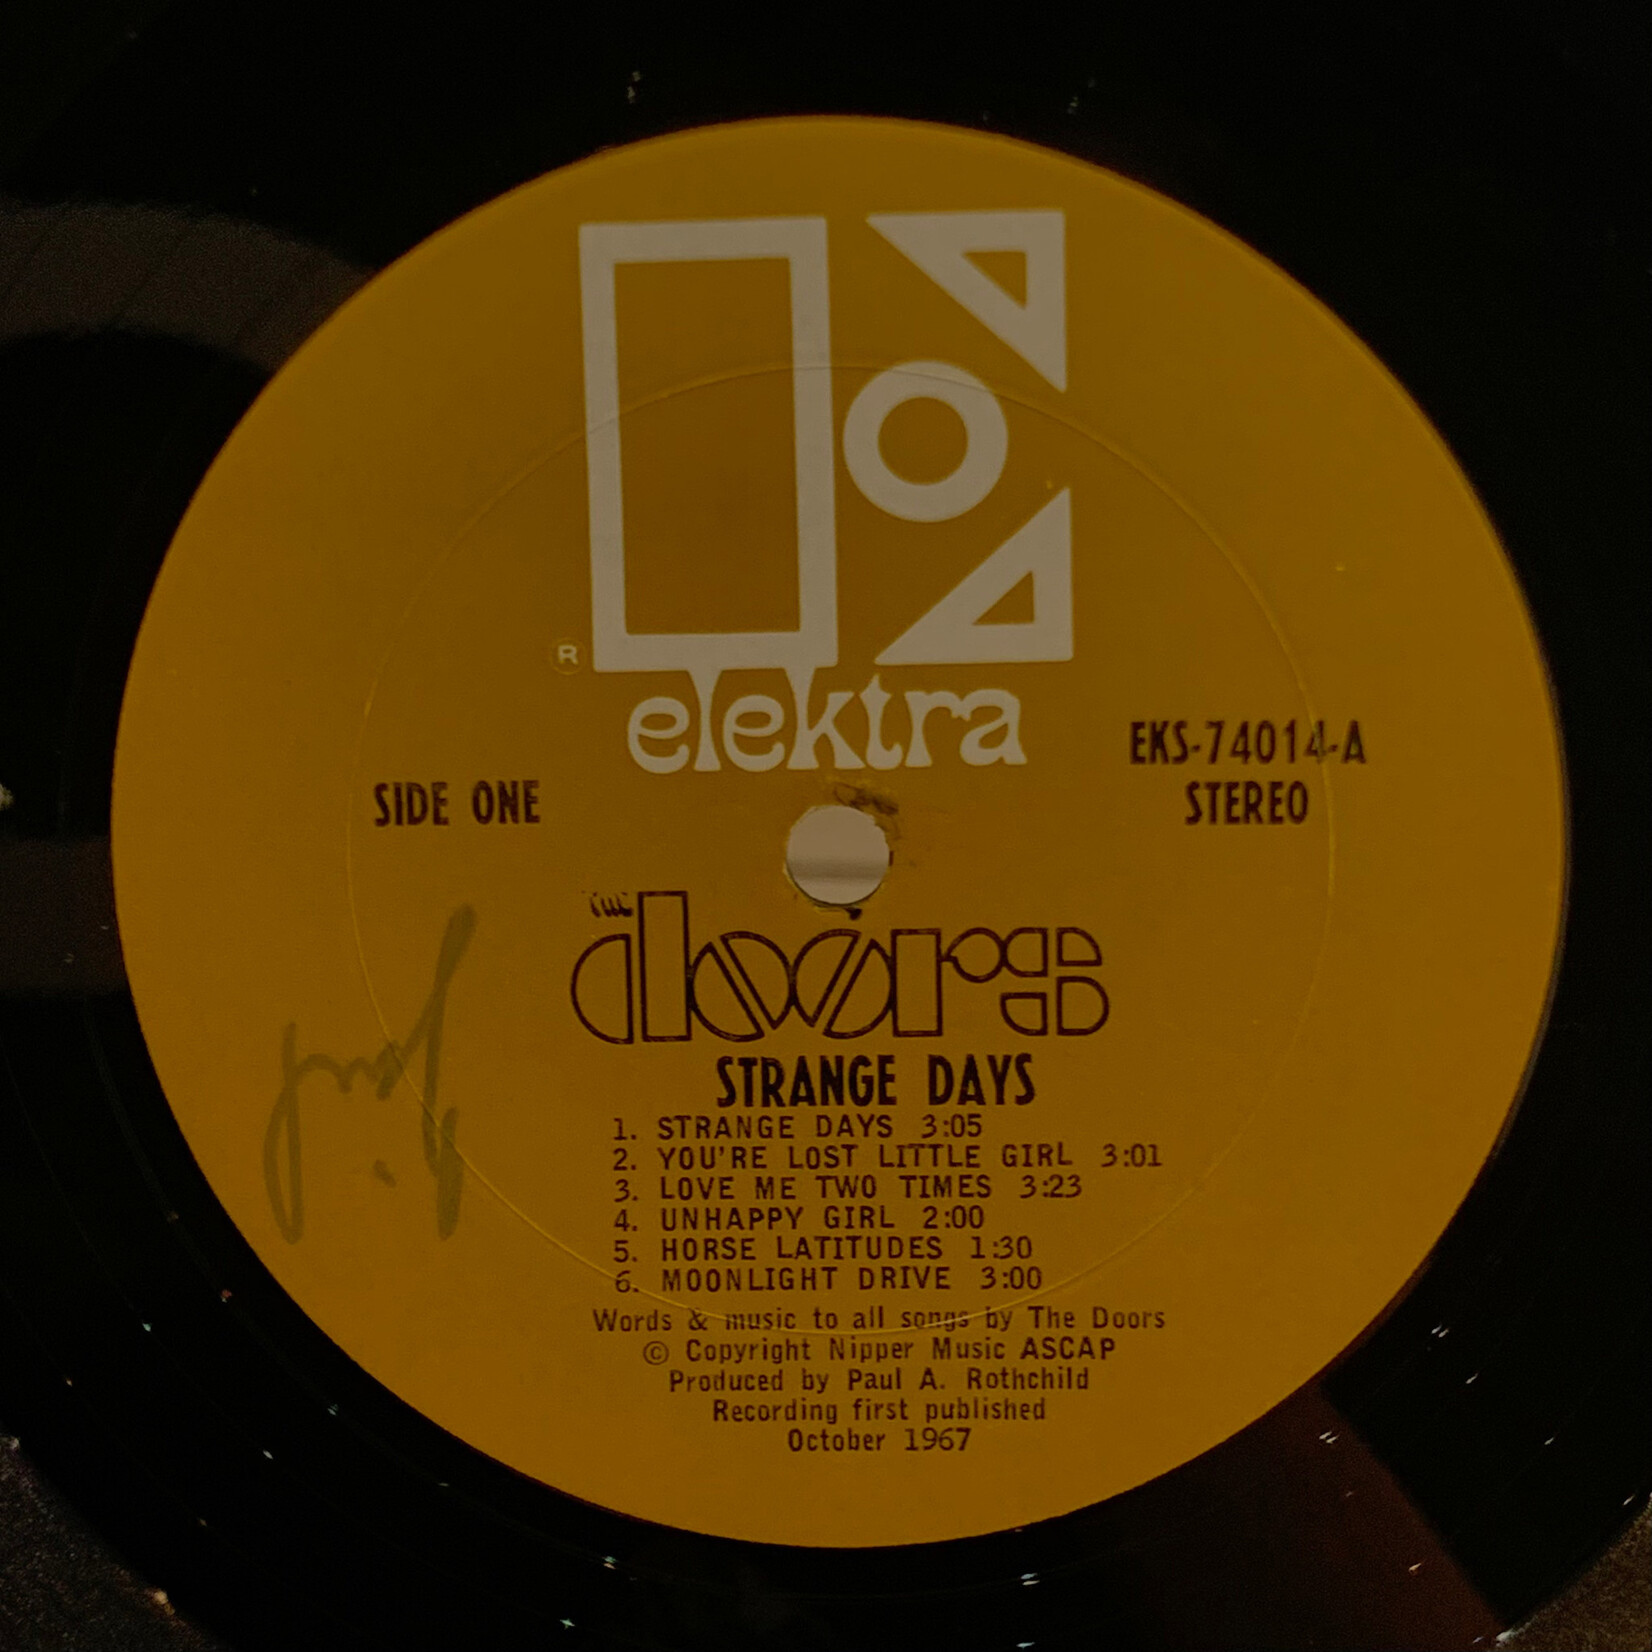 ®
elektra
EKS-74014-A
SIDE ONE
STEREO
THE
doors
STRANGE DAYS
1. STRANGE DAYS 3:05
2. YOU'RE LOST LITTLE GIRL 3:01
3. LOVE ME TWO TIMES 3:23
4. UNHAPPY GIRL 2:00
5. HORSE LATITUDES 1:30
6. MOONLIGHT DRIVE 3:00
Words & music to all songs by The Doors
© Copyright Nipper Music ASCAP
Produced by Paul A. Rothchild
Recording first published
October 1967